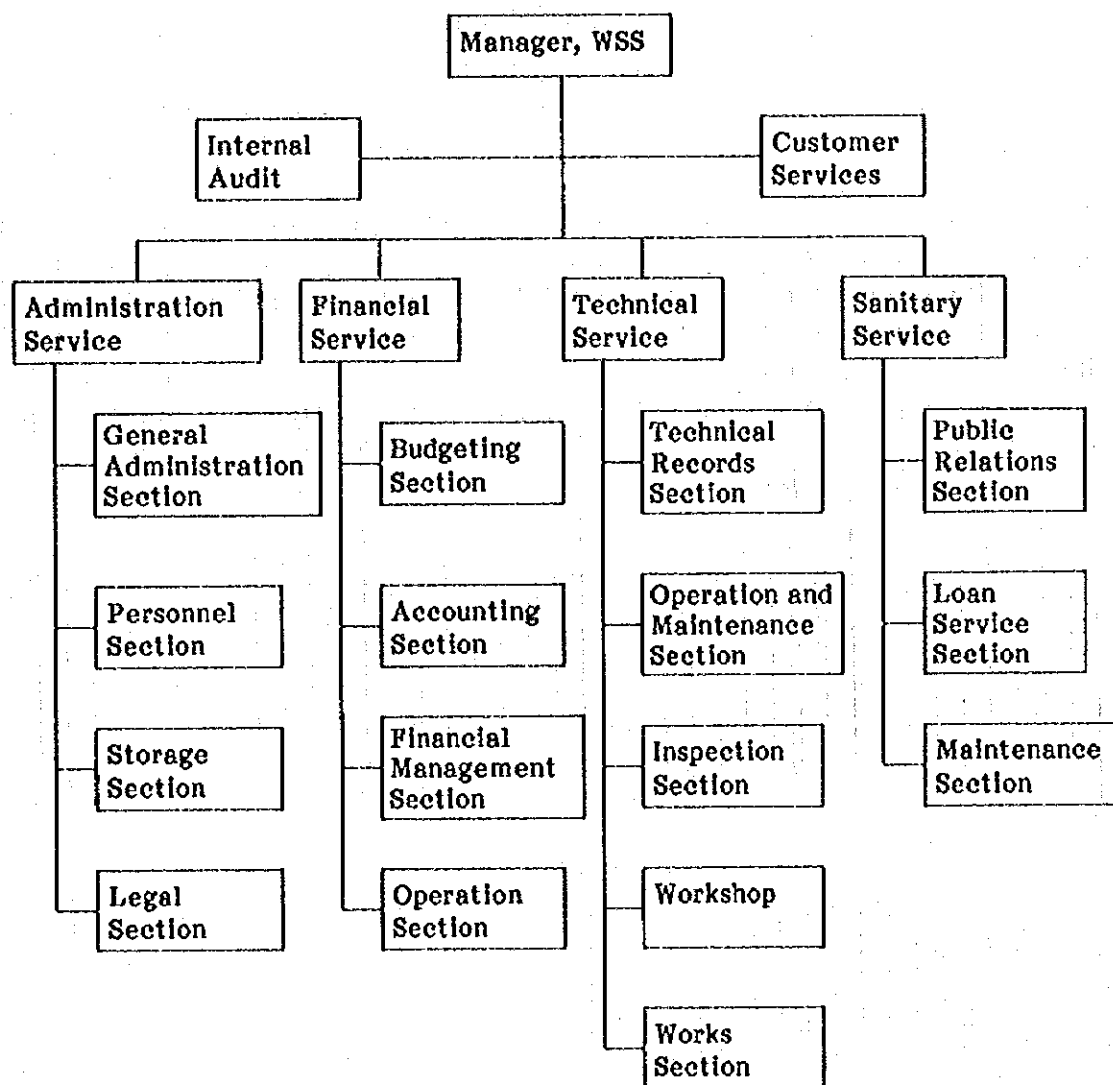 Manager, WSS
Internal
Audit
Customer
Services
Administration
Service
Financial
Service
Technical
Service
Sanitary
Service
General
Administration
Section
Budgeting
Section
Technical
Records
Section
Public
Relations
Section
Personnel
Section
Accounting
Section
Operation and
Maintenance
Section
Loan
Service
Section
Storage
Section
Financial
Management
Section
Inspection
Section
Maintenance
Section
Legal
Section
Operation
Section
Workshop
Works
Section